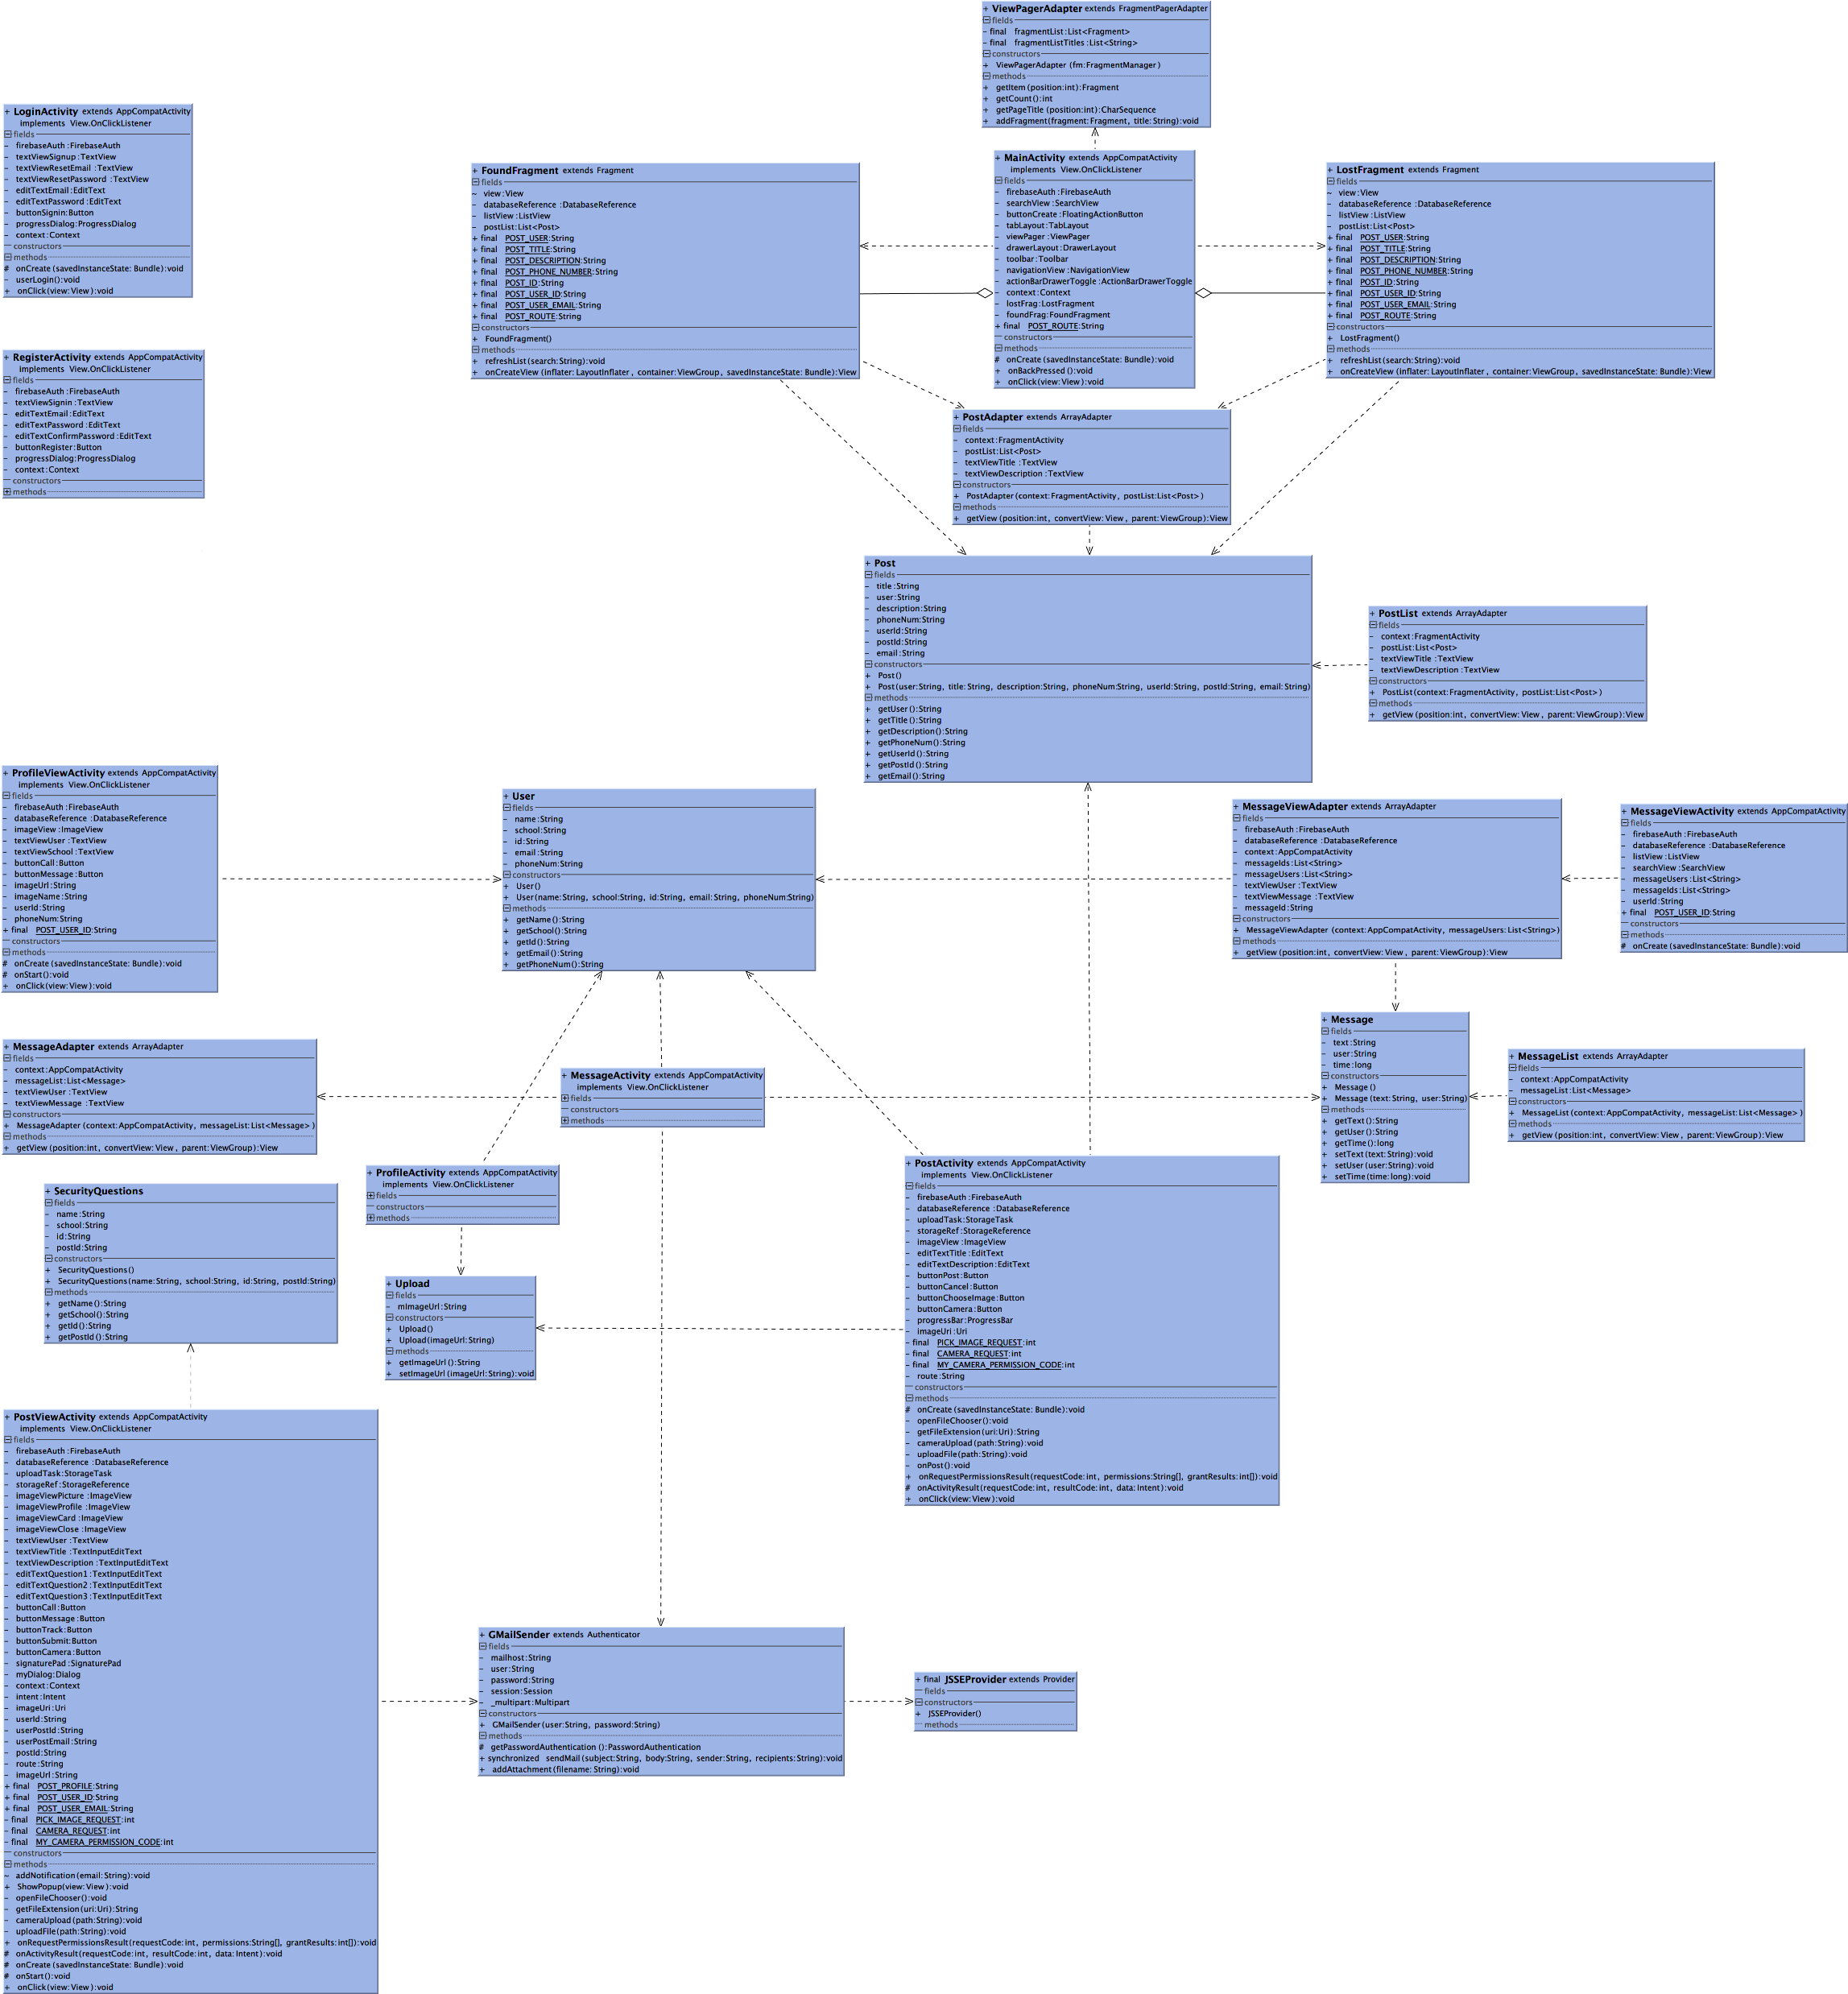 + ViewPagerAdapter extends FragmentPagerAdapter
fields
- final fragmentList:List<Fragment>
- final fragmentListTitles:List<String>
constructors
+ ViewPagerAdapter (fm:FragmentManager)
methods
+ getItem(position:int):Fragment
+ getCount():int
+ getPageTitle (position:int):CharSequence
+ addFragment(fragment:Fragment, title:String):void
+ LoginActivity extends AppCompatActivity
implements View.OnClickListener
fields
- firebaseAuth:FirebaseAuth
- textViewSignup:TextView
- textViewResetEmail:TextView
- textViewResetPassword:TextView
- editTextEmail:EditText
- editTextPassword:EditText
- buttonSignin:Button
- progressDialog:ProgressDialog
- context:Context
constructors
methods
# onCreate(savedInstanceState:Bundle):void
- userLogin():void
+ onClick(view:View):void
+ FoundFragment extends Fragment
fields
~ view:View
- databaseReference:DatabaseReference
- listView:ListView
- postList:List<Post>
+ final POST_USER:String
+ final POST_TITLE:String
+ final POST_DESCRIPTION:String
+ final POST_PHONE_NUMBER:String
+ final POST_ID:String
+ final POST_USER_ID:String
+ final POST_USER_EMAIL:String
+ final POST_ROUTE:String
constructors
+ FoundFragment()
methods
+ refreshList(search:String):void
+ onCreateView(inflater:LayoutInflater, container:ViewGroup, savedInstanceState:Bundle):View
+ MainActivity extends AppCompatActivity
implements View.OnClickListener
fields
- firebaseAuth:FirebaseAuth
- searchView:SearchView
- buttonCreate:FloatingActionButton
- tabLayout:TabLayout
- viewPager:ViewPager
- drawerLayout:DrawerLayout
- toolbar:Toolbar
- navigationView:NavigationView
- actionBarDrawerToggle:ActionBarDrawerToggle
- context:Context
- lostFrag:LostFragment
- foundFrag:FoundFragment
+ final POST_ROUTE:String
constructors
methods
# onCreate(savedInstanceState:Bundle):void
+ onBackPressed():void
+ onClick(view:View):void
+ LostFragment extends Fragment
fields
~ view:View
- databaseReference:DatabaseReference
- listView:ListView
- postList:List<Post>
+ final POST_USER:String
+ final POST_TITLE:String
+ final POST_DESCRIPTION:String
+ final POST_PHONE_NUMBER:String
+ final POST_ID:String
+ final POST_USER_ID:String
+ final POST_USER_EMAIL:String
+ final POST_ROUTE:String
constructors
+ LostFragment()
methods
+ refreshList(search:String):void
+ onCreateView(inflater:LayoutInflater, container:ViewGroup, savedInstanceState:Bundle):View
+ RegisterActivity extends AppCompatActivity
implements View.OnClickListener
fields
- firebaseAuth:FirebaseAuth
- textViewSignin:TextView
- editTextEmail:EditText
- editTextPassword:EditText
- editTextConfirmPassword:EditText
- buttonRegister:Button
- progressDialog:ProgressDialog
- context:Context
constructors
methods
+ PostAdapter extends ArrayAdapter
fields
- context:FragmentActivity
- postList:List<Post>
- textViewTitle:TextView
- textViewDescription:TextView
constructors
+ PostAdapter(context:FragmentActivity, postList:List<Post>)
methods
+ getView(position:int, convertView:View, parent:ViewGroup):View
+ Post
fields
- title:String
- user:String
- description:String
- phoneNum:String
- userId:String
- postId:String
- email:String
constructors
+ Post()
+ Post(user:String, title:String, description:String, phoneNum:String, userId:String, postId:String, email:String)
methods
+ getUser():String
+ getTitle():String
+ getDescription():String
+ getPhoneNum():String
+ getUserId():String
+ getPostId():String
+ getEmail():String
+ PostList extends ArrayAdapter
fields
- context:FragmentActivity
- postList:List<Post>
- textViewTitle:TextView
- textViewDescription:TextView
constructors
+ PostList(context:FragmentActivity, postList:List<Post>)
methods
+ getView(position:int, convertView:View, parent:ViewGroup):View
+ ProfileViewActivity extends AppCompatActivity
implements View.OnClickListener
fields
- firebaseAuth:FirebaseAuth
- databaseReference:DatabaseReference
- imageView:ImageView
- textViewUser:TextView
- textViewSchool:TextView
- buttonCall:Button
- buttonMessage:Button
- imageUrl:String
- imageName:String
- userId:String
- phoneNum:String
+ final POST_USER_ID:String
constructors
methods
# onCreate(savedInstanceState:Bundle):void
# onStart():void
+ onClick(view:View):void
+ User
fields
- name:String
- school:String
- id:String
- email:String
- phoneNum:String
constructors
+ User()
+ User(name:String, school:String, id:String, email:String, phoneNum:String)
methods
+ getName():String
+ getSchool():String
+ getId():String
+ getEmail():String
+ getPhoneNum():String
+ MessageViewAdapter extends ArrayAdapter
fields
- firebaseAuth:FirebaseAuth
- databaseReference:DatabaseReference
- context:AppCompatActivity
- messageIds:List<String>
- messageUsers:List<String>
- textViewUser:TextView
- textViewMessage:TextView
- messageId:String
constructors
+ MessageViewAdapter (context:AppCompatActivity, messageUsers:List<String>)
methods
+ getView(position:int, convertView:View, parent:ViewGroup):View
+ MessageViewActivity extends AppCompatActivity
fields
- firebaseAuth:FirebaseAuth
- databaseReference:DatabaseReference
- listView:ListView
- searchView:SearchView
- messageUsers:List<String>
- messageIds:List<String>
- userId:String
+ final POST_USER_ID:String
constructors
methods
# onCreate(savedInstanceState:Bundle):void
+ MessageAdapter extends ArrayAdapter
fields
- context:AppCompatActivity
- messageList:List<Message>
- textViewUser:TextView
- textViewMessage:TextView
constructors
+ MessageAdapter(context:AppCompatActivity, messageList:List<Message>)
methods
+ getView(position:int, convertView:View, parent:ViewGroup):View
+ MessageActivity extends AppCompatActivity
implements View.OnClickListener
fields
constructors
methods
+ Message
fields
- text:String
- user:String
- time:long
constructors
+ Message()
+ Message(text:String, user:String)
methods
+ getText():String
+ getUser():String
+ getTime():long
+ setText(text:String):void
+ setUser(user:String):void
+ setTime(time:long):void
+ MessageList extends ArrayAdapter
fields
- context:AppCompatActivity
- messageList:List<Message>
constructors
+ MessageList(context:AppCompatActivity, messageList:List<Message>)
methods
+ getView(position:int, convertView:View, parent:ViewGroup):View
+ SecurityQuestions
fields
- name:String
- school:String
- id:String
- postId:String
constructors
+ SecurityQuestions()
+ SecurityQuestions(name:String, school:String, id:String, postId:String)
methods
+ getName():String
+ getSchool():String
+ getId():String
+ getPostId():String
+ ProfileActivity extends AppCompatActivity
implements View.OnClickListener
fields
constructors
methods
+ Upload
fields
- mImageUrl:String
constructors
+ Upload()
+ Upload(imageUrl:String)
methods
+ getImageUrl():String
+ setImageUrl(imageUrl:String):void
+ PostActivity extends AppCompatActivity
implements View.OnClickListener
fields
- firebaseAuth:FirebaseAuth
- databaseReference:DatabaseReference
- uploadTask:StorageTask
- storageRef:StorageReference
- imageView:ImageView
- editTextTitle:EditText
- editTextDescription:EditText
- buttonPost:Button
- buttonCancel:Button
- buttonChooseImage:Button
- buttonCamera:Button
- progressBar:ProgressBar
- imageUri:Uri
- final PICK_IMAGE_REQUEST:int
- final CAMERA_REQUEST:int
- final MY_CAMERA_PERMISSION_CODE:int
- route:String
constructors
methods
# onCreate(savedInstanceState:Bundle):void
- openFileChooser():void
- getFileExtension(uri:Uri):String
- cameraUpload(path:String):void
- uploadFile(path:String):void
- onPost():void
+ onRequestPermissionsResult(requestCode:int, permissions:String[], grantResults:int[]):void
# onActivityResult(requestCode:int, resultCode:int, data:Intent):void
+ onClick(view:View):void
+ PostViewActivity extends AppCompatActivity
implements View.OnClickListener
fields
- firebaseAuth:FirebaseAuth
- databaseReference:DatabaseReference
- uploadTask:StorageTask
- storageRef:StorageReference
- imageViewPicture:ImageView
- imageViewProfile:ImageView
- imageViewCard:ImageView
- imageViewClose:ImageView
- textViewUser:TextView
- textViewTitle:TextInputEditText
- textViewDescription:TextInputEditText
- editTextQuestion1:TextInputEditText
- editTextQuestion2:TextInputEditText
- editTextQuestion3:TextInputEditText
- buttonCall:Button
- buttonMessage:Button
- buttonTrack:Button
- buttonSubmit:Button
- buttonCamera:Button
- signaturePad:SignaturePad
- myDialog:Dialog
- context:Context
- intent:Intent
- imageUri:Uri
- userId:String
- userPostId:String
- userPostEmail:String
- postId:String
- route:String
- imageUrl:String
+ final POST_PROFILE:String
+ final POST_USER_ID:String
+ final POST_USER_EMAIL:String
- final PICK_IMAGE_REQUEST:int
- final CAMERA_REQUEST:int
- final MY_CAMERA_PERMISSION_CODE:int
constructors
methods
~ addNotification(email:String):void
+ ShowPopup(view:View):void
- openFileChooser():void
- getFileExtension(uri:Uri):String
- cameraUpload(path:String):void
- uploadFile(path:String):void
+ onRequestPermissionsResult(requestCode:int, permissions:String[], grantResults:int[]):void
# onActivityResult(requestCode:int, resultCode:int, data:Intent):void
# onCreate(savedInstanceState:Bundle):void
# onStart():void
+ onClick(view:View):void
+ GMailSender extends Authenticator
fields
- mailhost:String
- user:String
- password:String
- session:Session
- _multipart:Multipart
constructors
+ GMailSender(user:String, password:String)
methods
# getPasswordAuthentication():PasswordAuthentication
+ synchronized sendMail(subject:String, body:String, sender:String, recipients:String):void
+ addAttachment(filename:String):void
+ final JSSEProvider extends Provider
fields
constructors
+ JSSEProvider()
methods